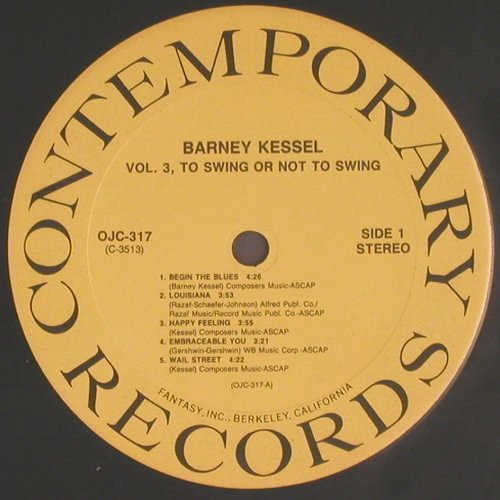 CONTEMPORARY RECORDS
BARNEY KESSEL
VOL. 3, TO SWING OR NOT TO SWING
OJC-317
(C-3513)
SIDE 1
STEREO
1. BEGIN THE BLUES 4:26
(Barney Kessel) Composers Music-ASCAP
2. LOUISIANA 3:53
(Razaf-Schaefer-Johnson) Alfred Publ. Co./
Razaf Music/Record Music Publ. Co.-ASCAP
3. HAPPY FEELING 3:55
(Kessel) Composers Music-ASCAP
4. EMBRACEABLE YOU 3:21
(Gershwin-Gershwin) WB Music Corp.-ASCAP
5. WAIL STREET 4:22
(Kessel) Composers Music-ASCAP
(OJC-317-A)
FANTASY, INC., BERKELEY, CALIFORNIA